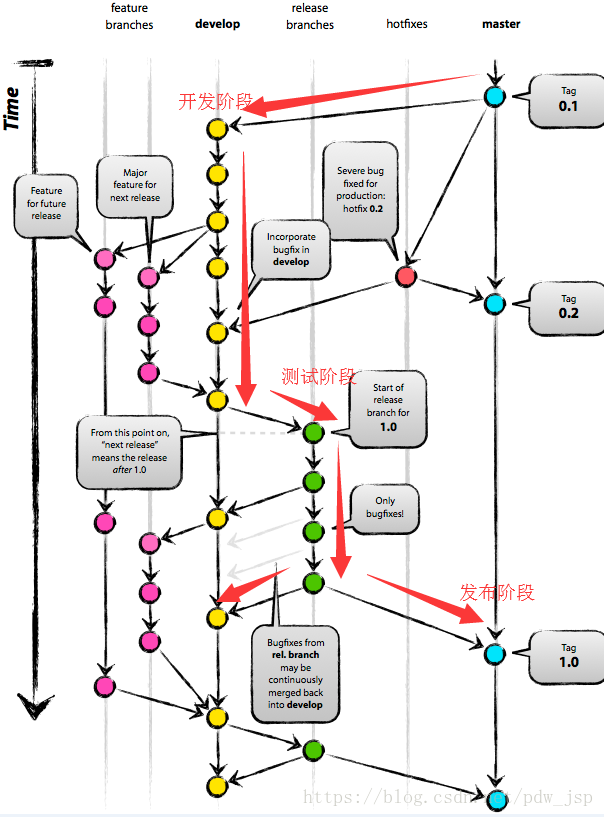 feature
branches
develop
release
branches
hotfixes
master
Time
开发阶段
Tag
0.1
Major
feature for
next release
Feature
for future
release
Severe bug
fixed for
production:
hotfix 0.2
Incorporate
bugfix in
develop
Tag
0.2
测试阶段
Start of
release
branch for
1.0
From this point on,
“next release”
means the release
after 1.0
Only
bugfixes!
发布阶段
Bugfixes from
rel. branch
may be
continuously
merged back
into develop
Tag
1.0
https://blog.csdn.net/pdw_jsp